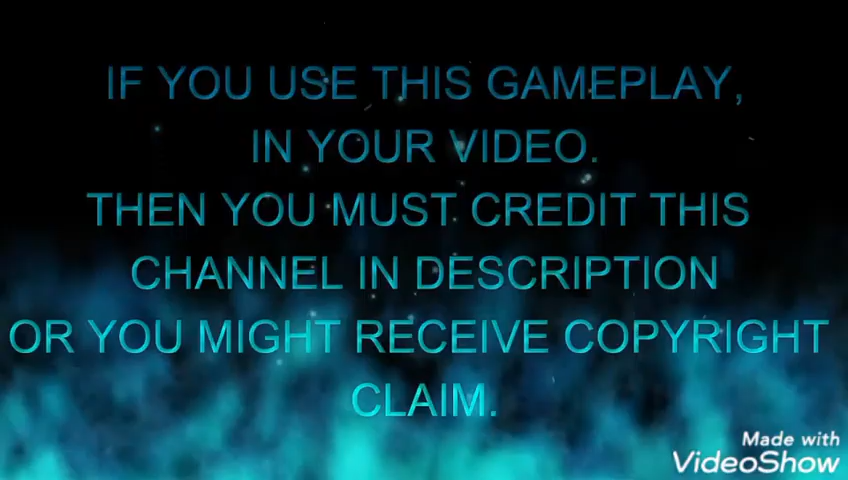 IF YOU USE THIS GAMEPLAY,
IN YOUR VIDEO.
THEN YOU MUST CREDIT THIS
CHANNEL IN DESCRIPTION
OR YOU MIGHT RECEIVE COPYRIGHT
CLAIM.
Made with
VideoShow